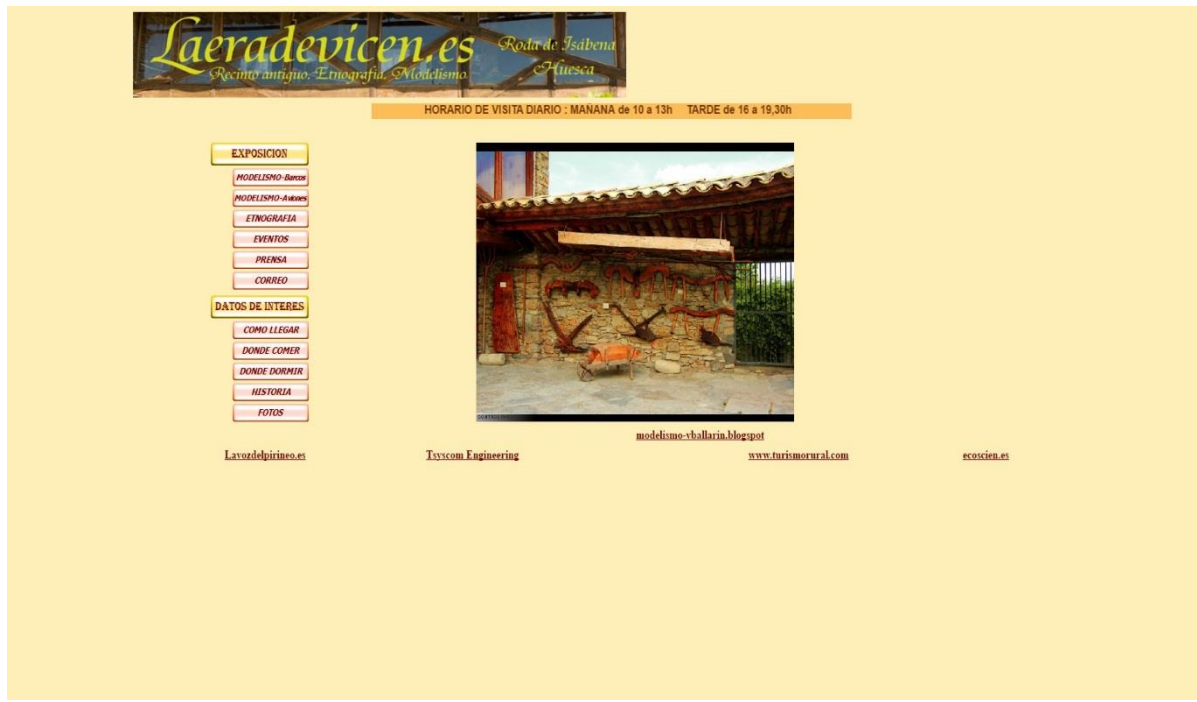 Laeradevicen.es
Roda de Isábena
Huesca
Recinto antiguo. Etnografía. Modelismo
HORARIO DE VISITA DIARIO : MAÑANA de 10 a 13h TARDE de 16 a 19,30h
EXPOSICION
MODELISMO-Barcos
MODELISMO-Aviones
ETNOGRAFIA
EVENTOS
PRENSA
CORREO
DATOS DE INTERES
COMO LLEGAR
DONDE COMER
DONDE DORMIR
HISTORIA
FOTOS
modelismo-vballarin.blogspot
Lavozdelpirineo.es
Tsyscom Engineering
www.turismorural.com
ecoscien.es